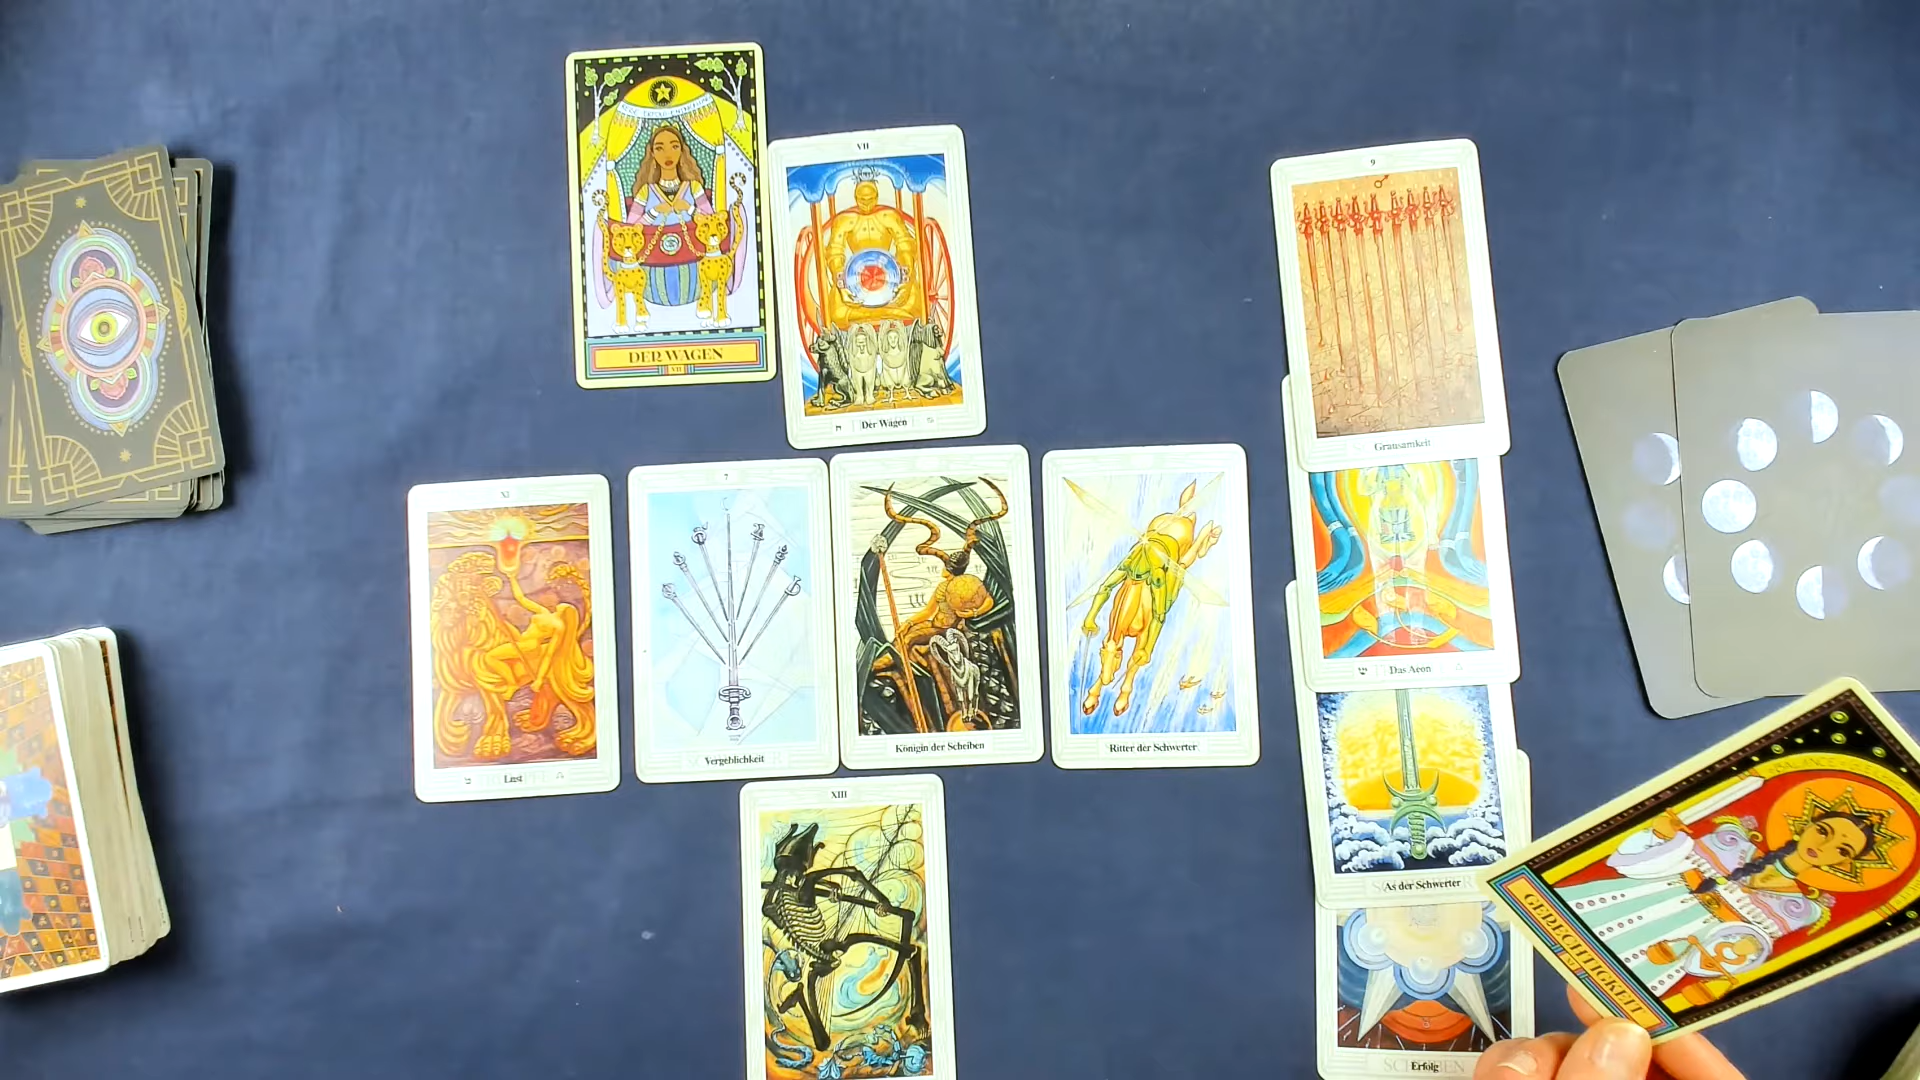 DER WAGEN
VII
VII
Der Wagen
9
Grausamkeit
XI
Lust
7
Vergeblichkeit
Königin der Scheiben
Ritter der Schwerter
Das Aeon
As der Schwerter
XIII
Erfolg
GERECHTIGKEIT
XI